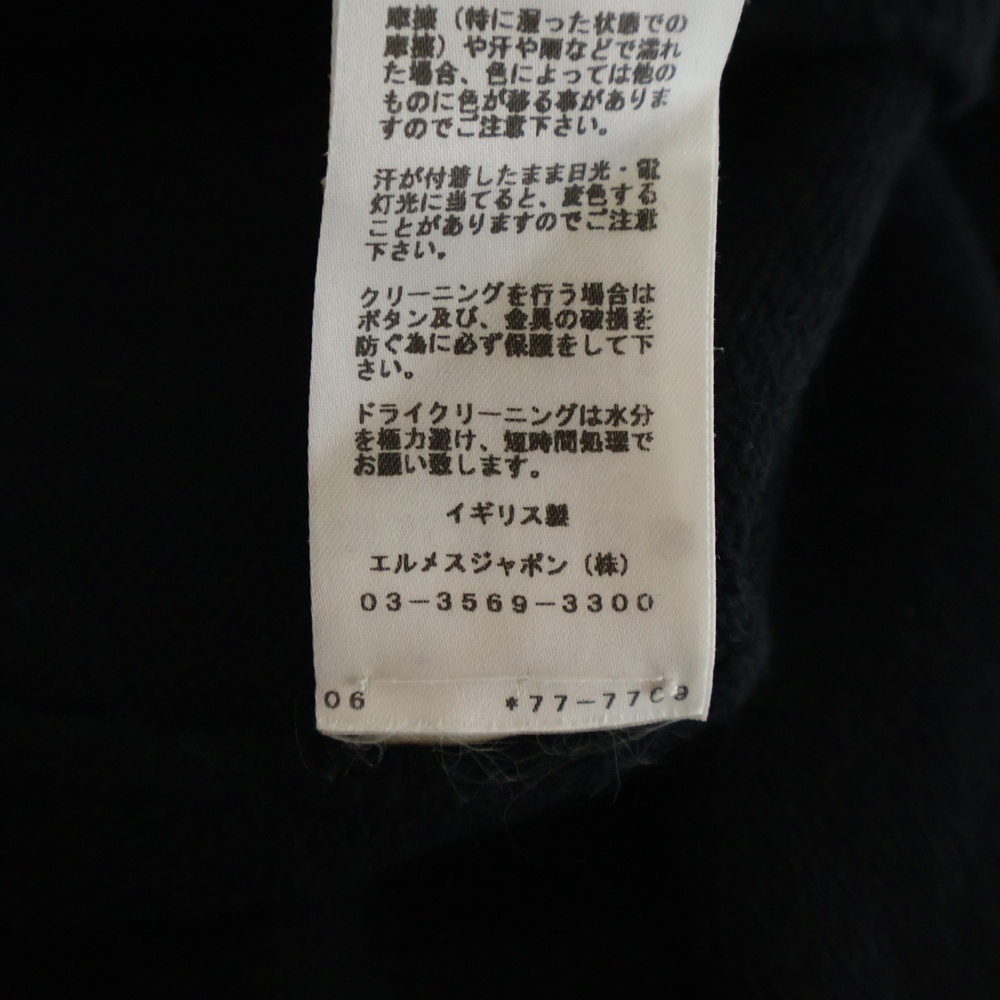 摩擦（特に湿った状態での
摩擦）や汗や雨などで濡れ
た場合、色によっては他の
ものに色が移る事がありま
すのでご注意下さい。
汗が付着したまま日光・電
灯光に当てると、変色する
ことがありますのでご注意
下さい。
クリーニングを行う場合は
ボタン及び、金具の破損を
防ぐ為に必ず保護をして下
さい。
ドライクリーニングは水分
を極力避け、短時間処理で
お願い致します。
イギリス製
エルメスジャポン（株）
03-3569-3300
06 *77-7709